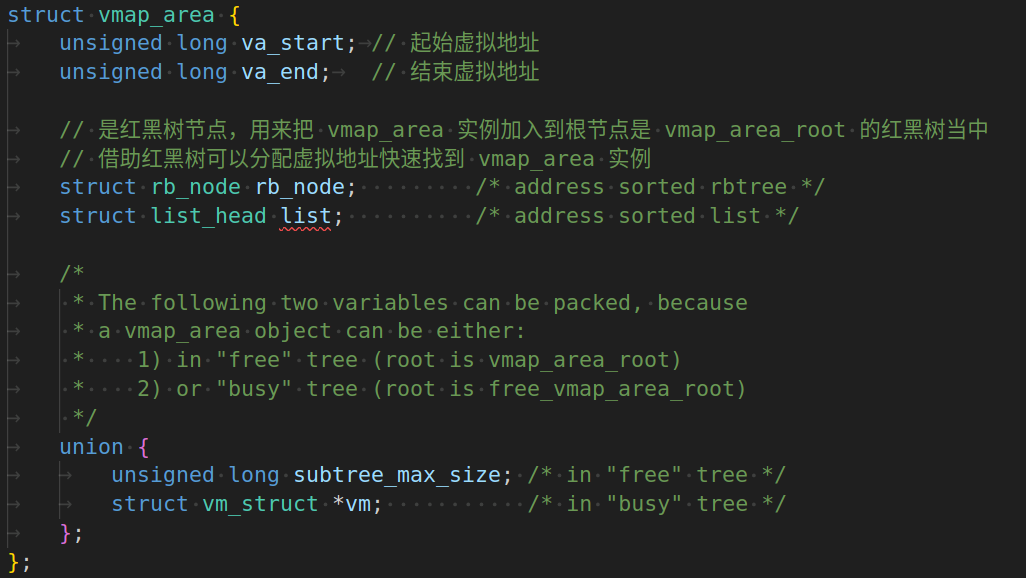 struct vmap_area {
unsigned long va_start; // 起始虚拟地址
unsigned long va_end; // 结束虚拟地址
// 是红黑树节点，用来把 vmap_area 实例加入到根节点是 vmap_area_root 的红黑树当中
// 借助红黑树可以分配虚拟地址快速找到 vmap_area 实例
struct rb_node rb_node; /* address sorted rbtree */
struct list_head list; /* address sorted list */
/*
* The following two variables can be packed, because
* a vmap_area object can be either:
* 1) in "free" tree (root is vmap_area_root)
* 2) or "busy" tree (root is free_vmap_area_root)
*/
union {
unsigned long subtree_max_size; /* in "free" tree */
struct vm_struct *vm; /* in "busy" tree */
};
};